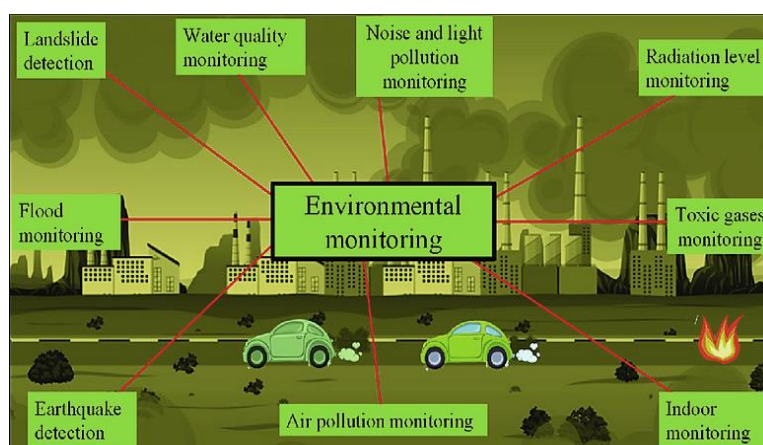 Landslide
detection
Water quality
monitoring
Noise and light
pollution
monitoring
Radiation level
monitoring
Flood
monitoring
Environmental
monitoring
Toxic gases
monitoring
Earthquake
detection
Air pollution monitoring
Indoor
monitoring